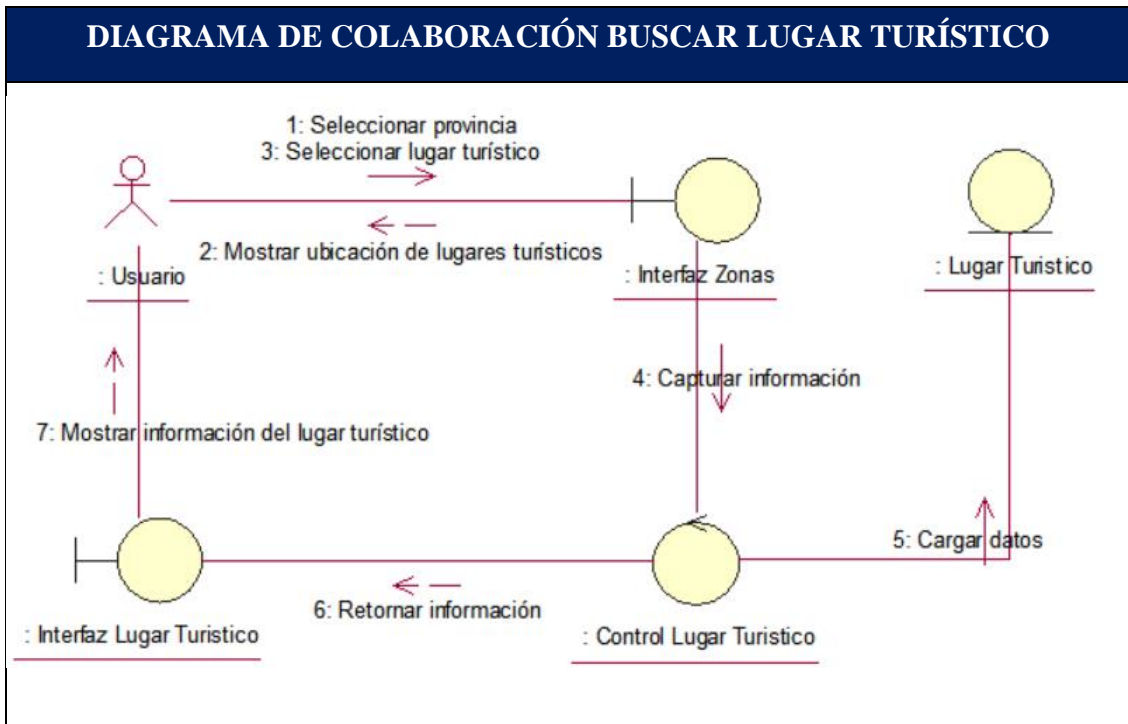 DIAGRAMA DE COLABORACIÓN BUSCAR LUGAR TURÍSTICO
1: Seleccionar provincia
3: Seleccionar lugar turístico
2: Mostrar ubicación de lugares turísticos
: Usuario
: Interfaz Zonas
: Lugar Turistico
4: Capturar información
7: Mostrar información del lugar turístico
5: Cargar datos
6: Retornar información
: Interfaz Lugar Turistico
: Control Lugar Turistico